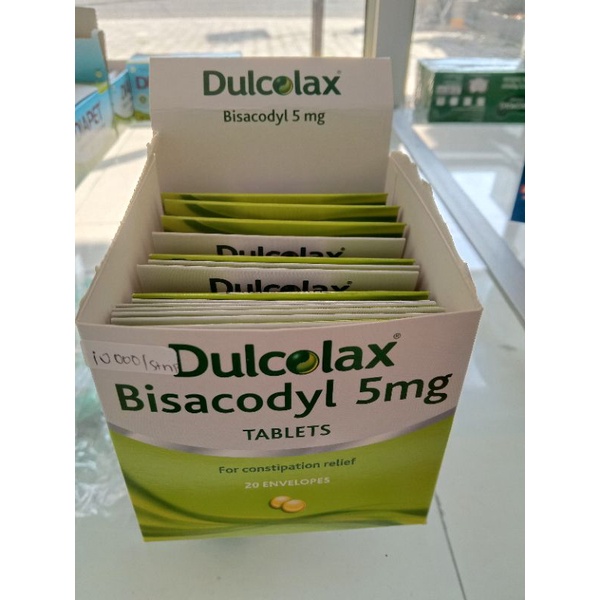 Dulcolax®
Bisacodyl 5 mg
Dulcolax
Dulcolax
Dulcolax®
Bisacodyl 5mg
TABLETS
For constipation relief
20 ENVELOPES